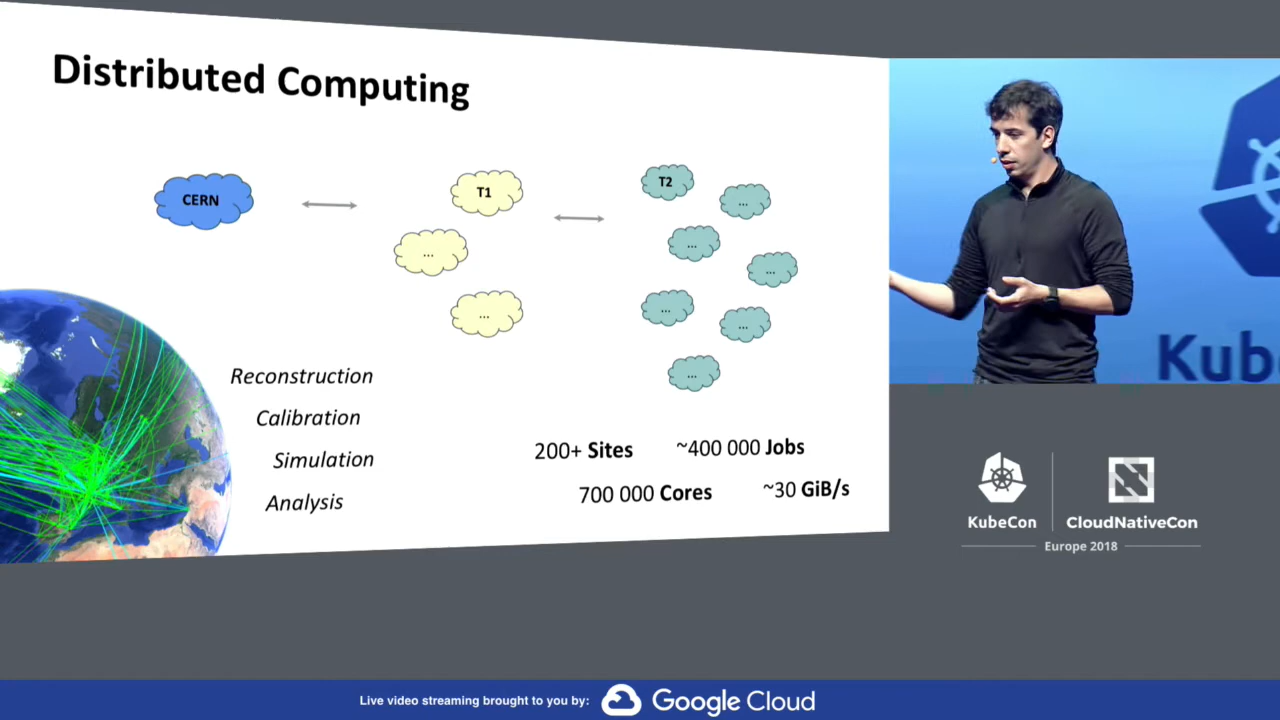 Distributed Computing
CERN
T1
T2
...
...
...
...
...
...
...
...
Reconstruction
Calibration
Simulation
Analysis
200+ Sites
~400 000 Jobs
700 000 Cores
~30 GiB/s
KubeCon
CloudNativeCon
Europe 2018
Live video streaming brought to you by:
Google Cloud